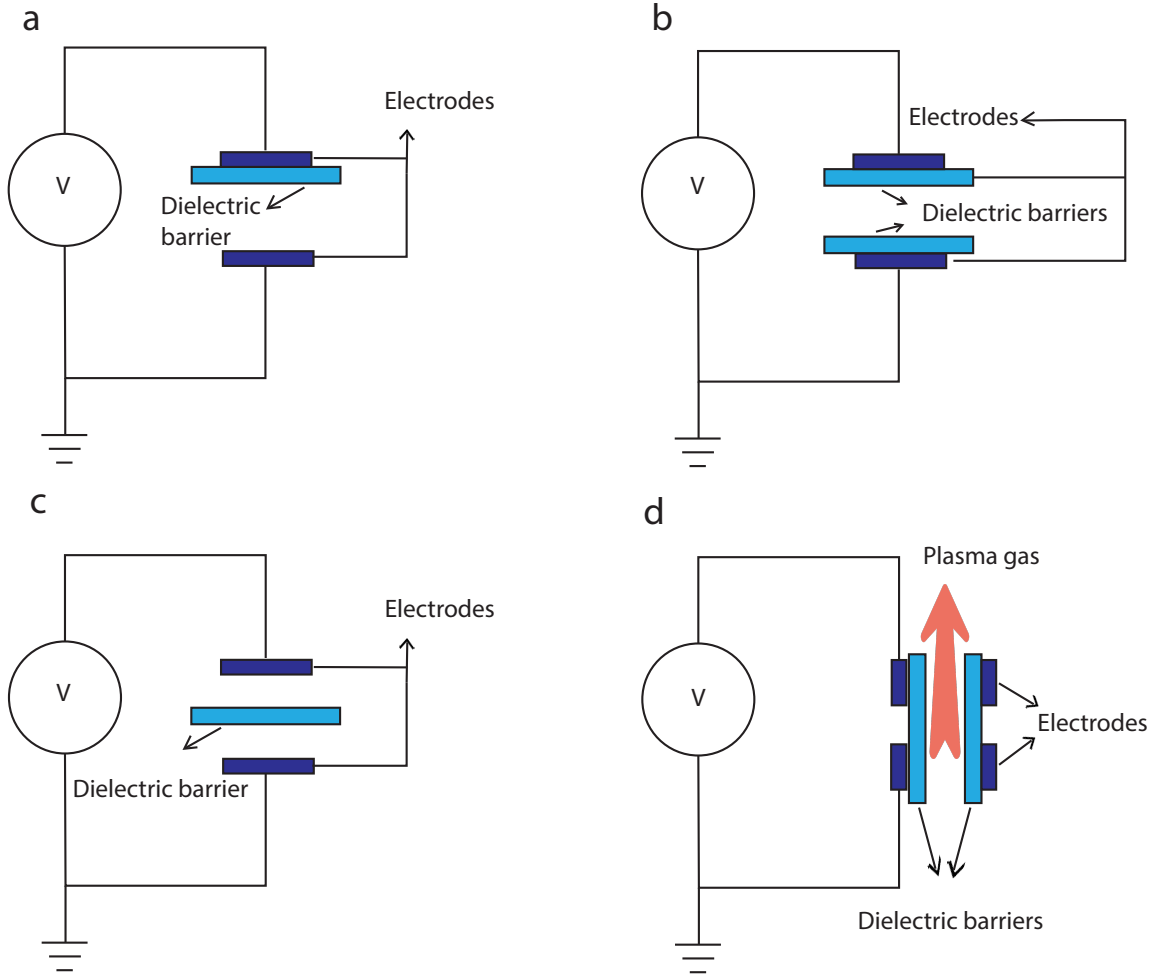 a
Electrodes
V
Dielectric
barrier
b
Electrodes
V
Dielectric barriers
c
Electrodes
V
Dielectric barrier
d
Plasma gas
V
Electrodes
Dielectric barriers